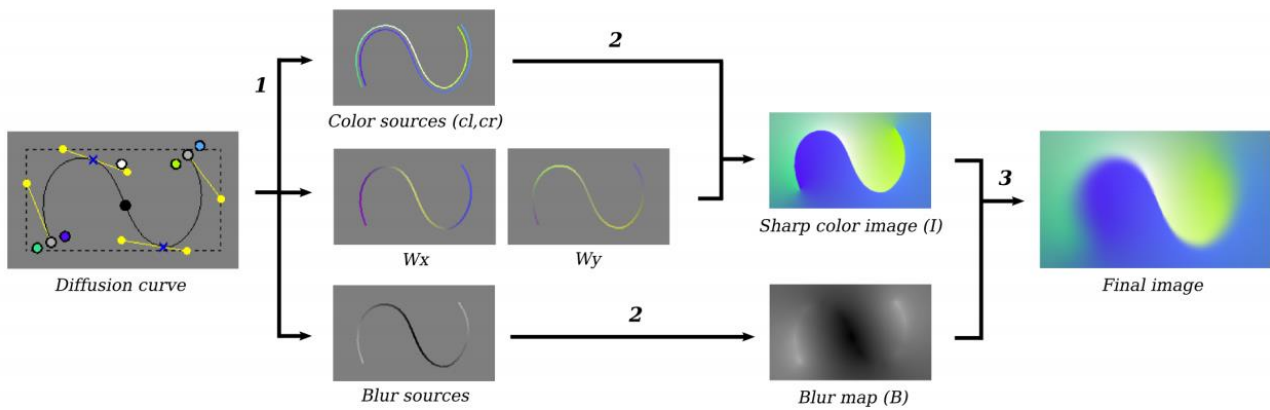 1
2
Color sources (cl,cr)
Diffusion curve
Wx
Wy
Sharp color image (I)
3
Final image
2
Blur sources
Blur map (B)